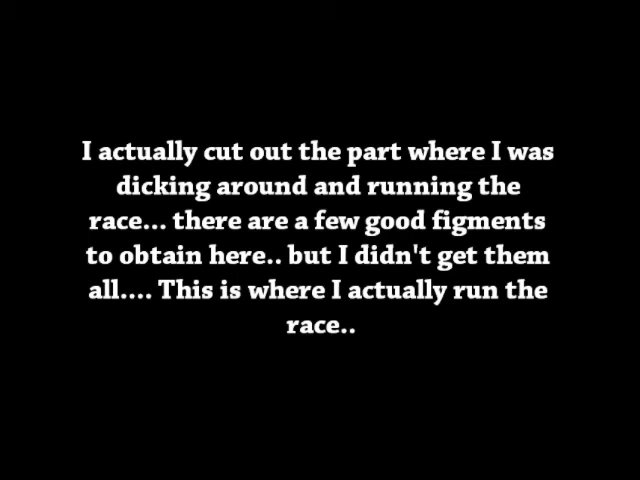 I actually cut out the part where I was
dicking around and running the
race... there are a few good figments
to obtain here.. but I didn't get them
all.... This is where I actually run the
race..